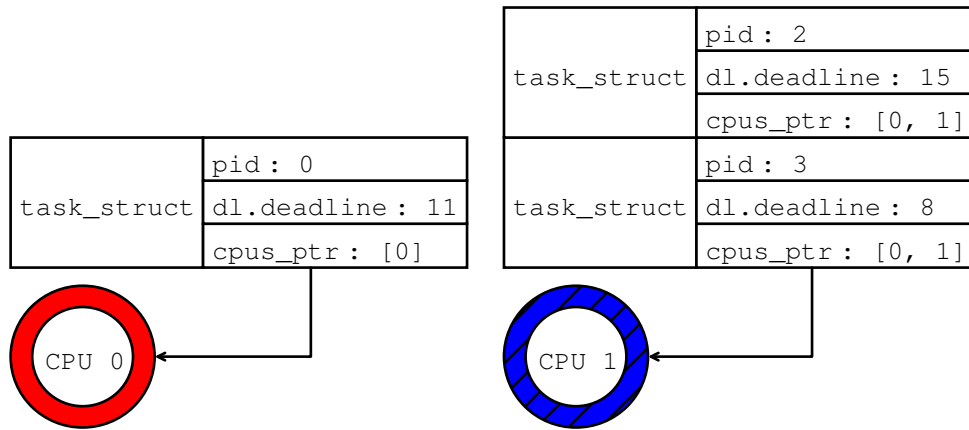 task_struct
pid : 0
dl.deadline : 11
cpus_ptr : [0]
CPU 0
task_struct
pid : 2
dl.deadline : 15
cpus_ptr : [0, 1]
task_struct
pid : 3
dl.deadline : 8
cpus_ptr : [0, 1]
CPU 1